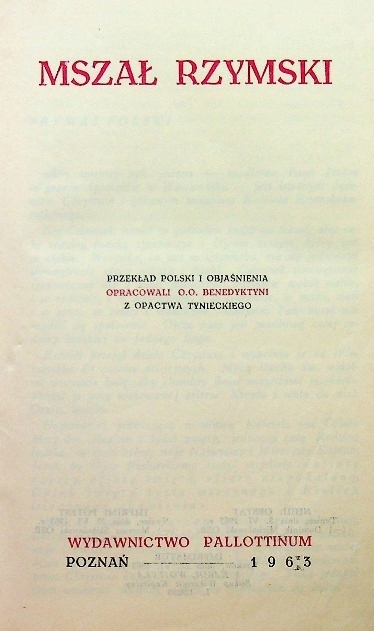 MSZAŁ RZYMSKI
PRZEKŁAD POLSKI I OBJAŚNIENIA
OPRACOWALI O.O. BENEDYKTYNI
Z OPACTWA TYNIECKIEGO
WYDAWNICTWO PALLOTTINUM
POZNAŃ — 1963